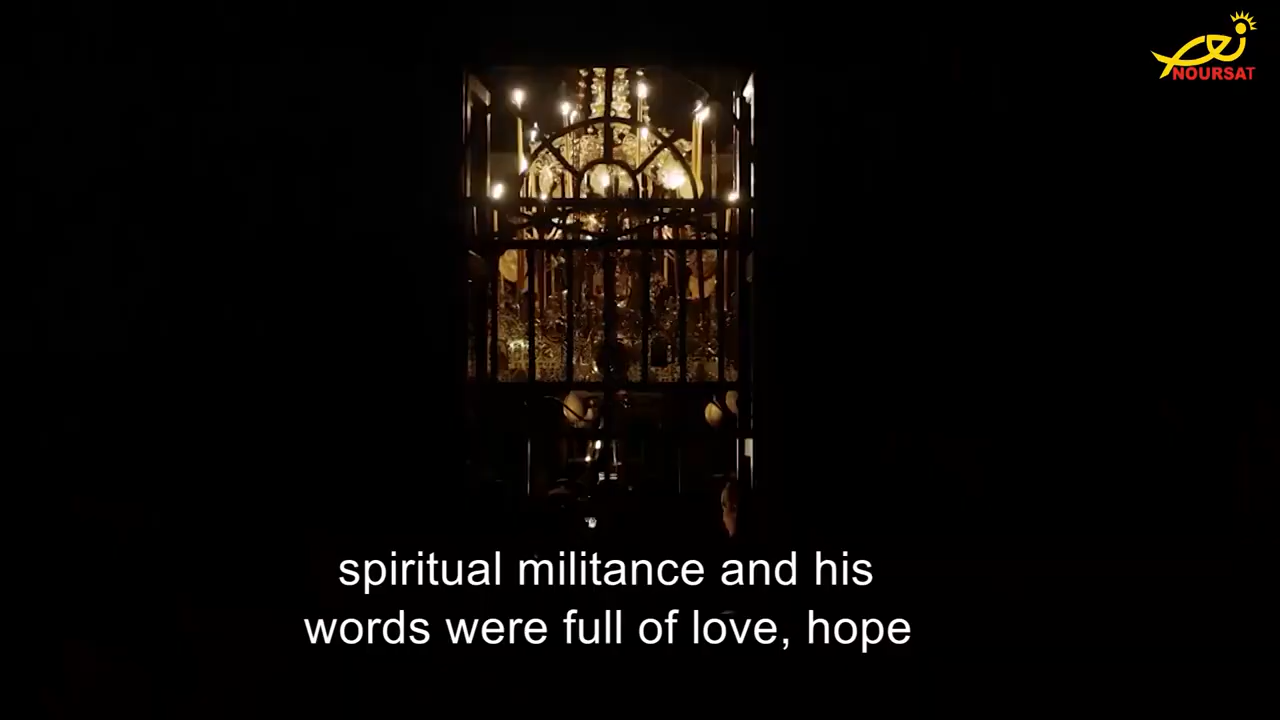 NOURSAT
spiritual militance and his
words were full of love, hope